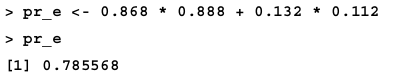 > pr_e <- 0.868 * 0.888 + 0.132 * 0.112
> pr_e
[1] 0.785568